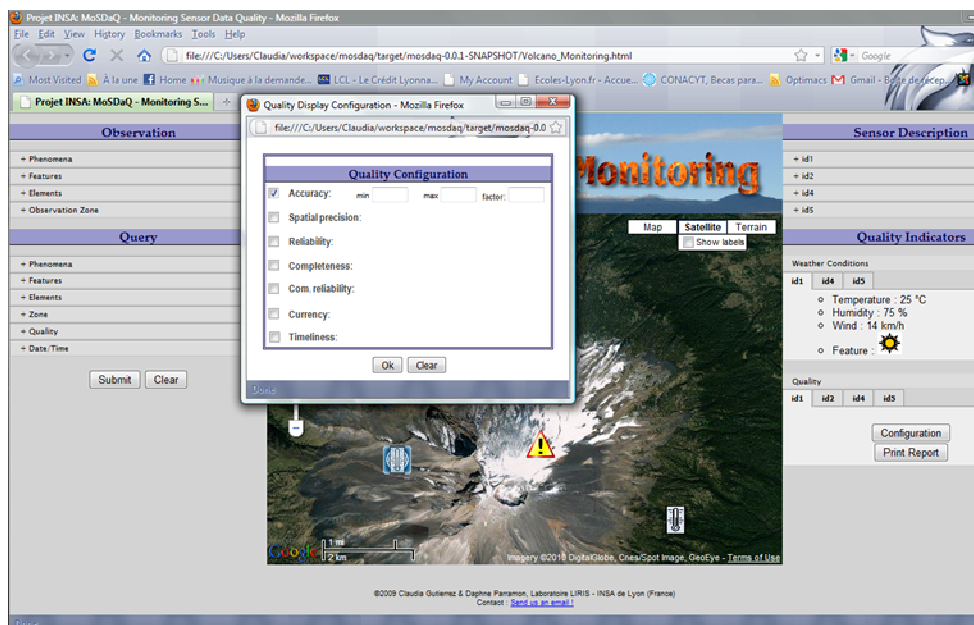 Projet INSA: MoSDaQ - Monitoring Sensor Data Quality - Mozilla Firefox
File Edit View History Bookmarks Tools Help
file:///C:/Users/Claudia/workspace/mosdaq/target/mosdaq-0.0.1-SNAPSHOT/Volcano_Monitoring.html
Google
Most Visited À la une Home Musique à la demande... LCL - Le Crédit Lyonna... My Account Ecoles-Lyon.fr - Accue... CONACYT, Becas para... Optimacs Gmail - Boîte de récep...
Projet INSA: MoSDaQ - Monitoring S...
Quality Display Configuration - Mozilla Firefox
file:///C:/Users/Claudia/workspace/mosdaq/target/mosdaq-0.0
Quality Configuration
Accuracy: min max factor:
Spatial precision:
Reliability:
Completeness:
Com. reliability:
Currency:
Timeliness:
Ok Clear
Done
Observation
+ Phenomena
+ Features
+ Elements
+ Observation Zone
Query
+ Phenomena
+ Features
+ Elements
+ Zone
+ Quality
+ Date/Time
Submit Clear
Monitoring
Map Satellite Terrain
Show labels
Google
1 mi
2 km
Imagery ©2010 DigitalGlobe, Cnes/Spot Image, GeoEye - Terms of Use
Sensor Description
+ id1
+ id2
+ id4
+ id5
Quality Indicators
Weather Conditions
id1 id4 id5
Temperature : 25 °C
Humidity : 75 %
Wind : 14 km/h
Feature :
Quality
id1 id2 id4 id5
Configuration
Print Report
©2009 Claudia Gutierrez & Daphne Parramon, Laboratoire LIRIS - INSA de Lyon (France)
Contact : Send us an email !
Done